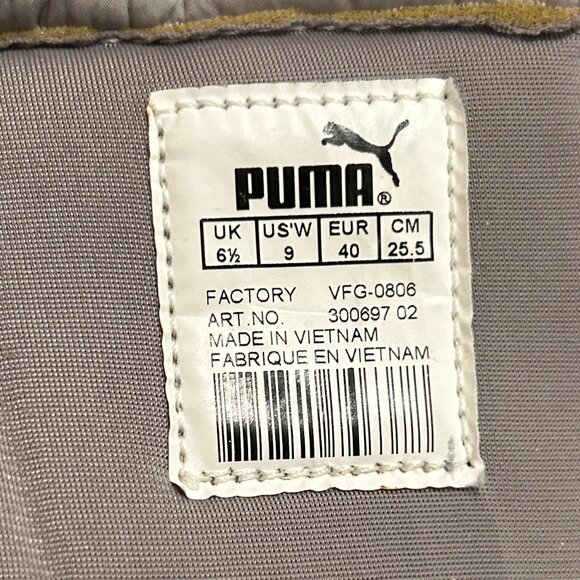 PUMA®
UK US'W EUR CM
6½ 9 40 25.5
FACTORY VFG-0806
ART.NO. 300697 02
MADE IN VIETNAM
FABRIQUE EN VIETNAM